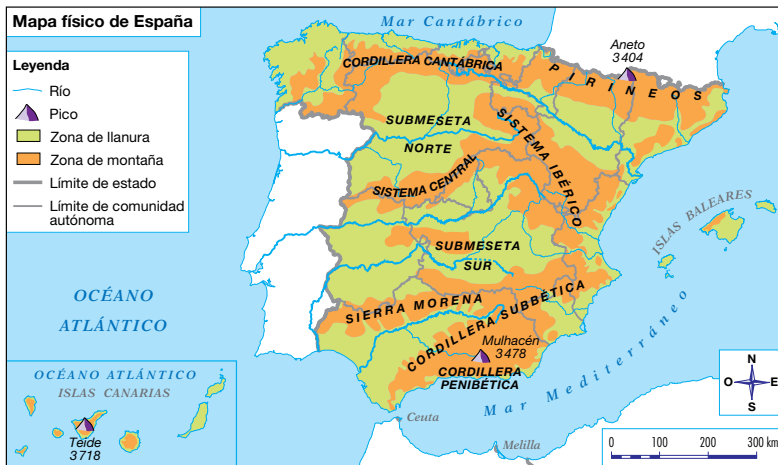 Mapa físico de España
Leyenda
Río
Pico
Zona de llanura
Zona de montaña
Límite de estado
Límite de comunidad
autónoma
Mar Cantábrico
CORDILLERA CANTÁBRICA
Aneto
3404
PIRINEOS
SUBMESETA
NORTE
SISTEMA IBÉRICO
SISTEMA CENTRAL
ISLAS BALEARES
SUBMESETA
SUR
SIERRA MORENA
CORDILLERA SUBBÉTICA
Mulhacén
3478
CORDILLERA
PENIBÉTICA
Mar Mediterráneo
OCÉANO
ATLÁNTICO
OCÉANO ATLÁNTICO
ISLAS CANARIAS
Teide
3718
Ceuta
Melilla
N
O E
S
0 100 200 300 km